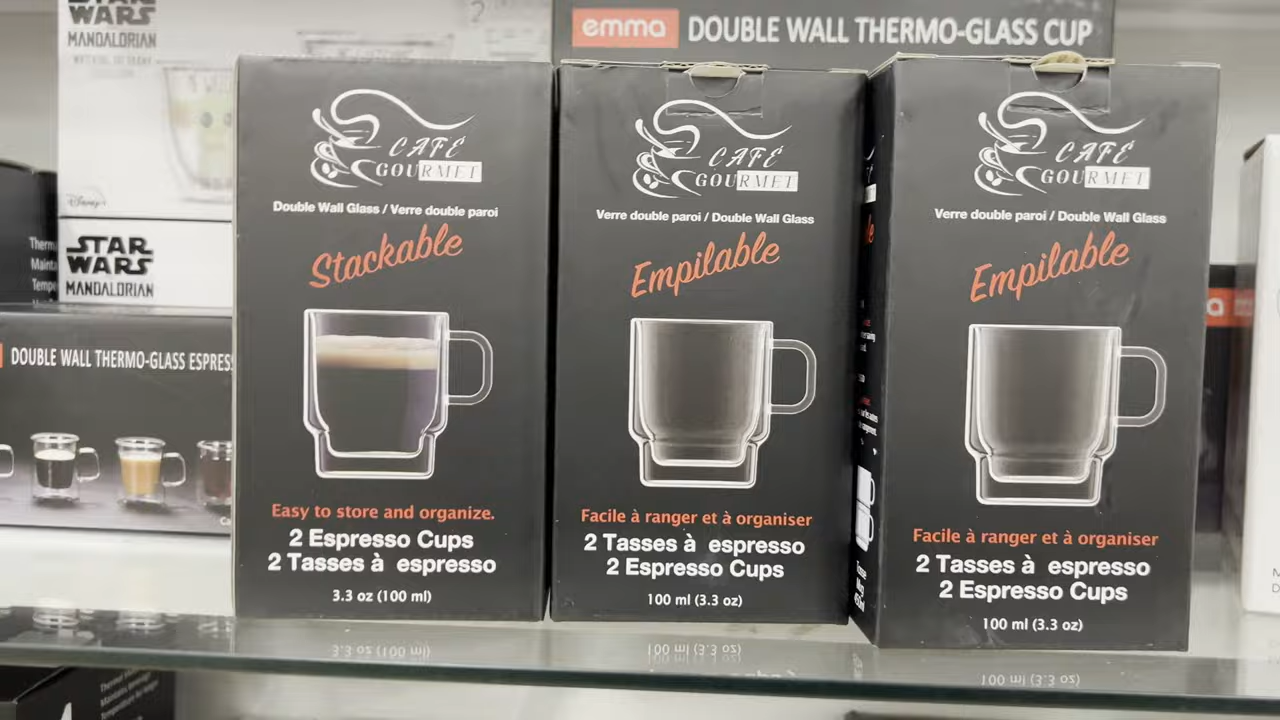 STAR
WARS
MANDALORIAN
Disney
STAR
WARS
MANDALORIAN
emma DOUBLE WALL THERMO-GLASS CUP
DOUBLE WALL THERMO-GLASS
CAFÉ
GOURMET
Double Wall Glass / Verre double paroi
Stackable
Easy to store and organize.
2 Espresso Cups
2 Tasses à espresso
3.3 oz (100 ml)
CAFÉ
GOURMET
Verre double paroi / Double Wall Glass
Empilable
Facile à ranger et à organiser
2 Tasses à espresso
2 Espresso Cups
100 ml (3.3 oz)
CAFÉ
GOURMET
Verre double paroi / Double Wall Glass
Empilable
Facile à ranger et à organiser
2 Tasses à espresso
2 Espresso Cups
100 ml (3.3 oz)